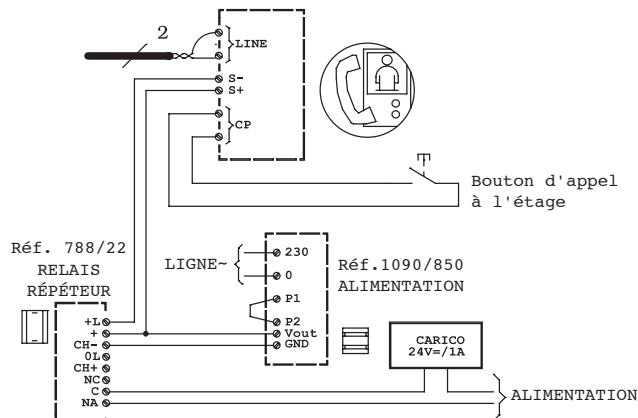 2
LINE
S-
S+
CP
Bouton d'appel
à l'étage
Réf. 788/22
RELAIS
RÉPÉTEUR
LIGNE~
230
0
P1
P2
Vout
GND
Réf.1090/850
ALIMENTATION
+L
+
CH-
0L
CH+
NC
C
NA
CARICO
24V=/1A
ALIMENTATION